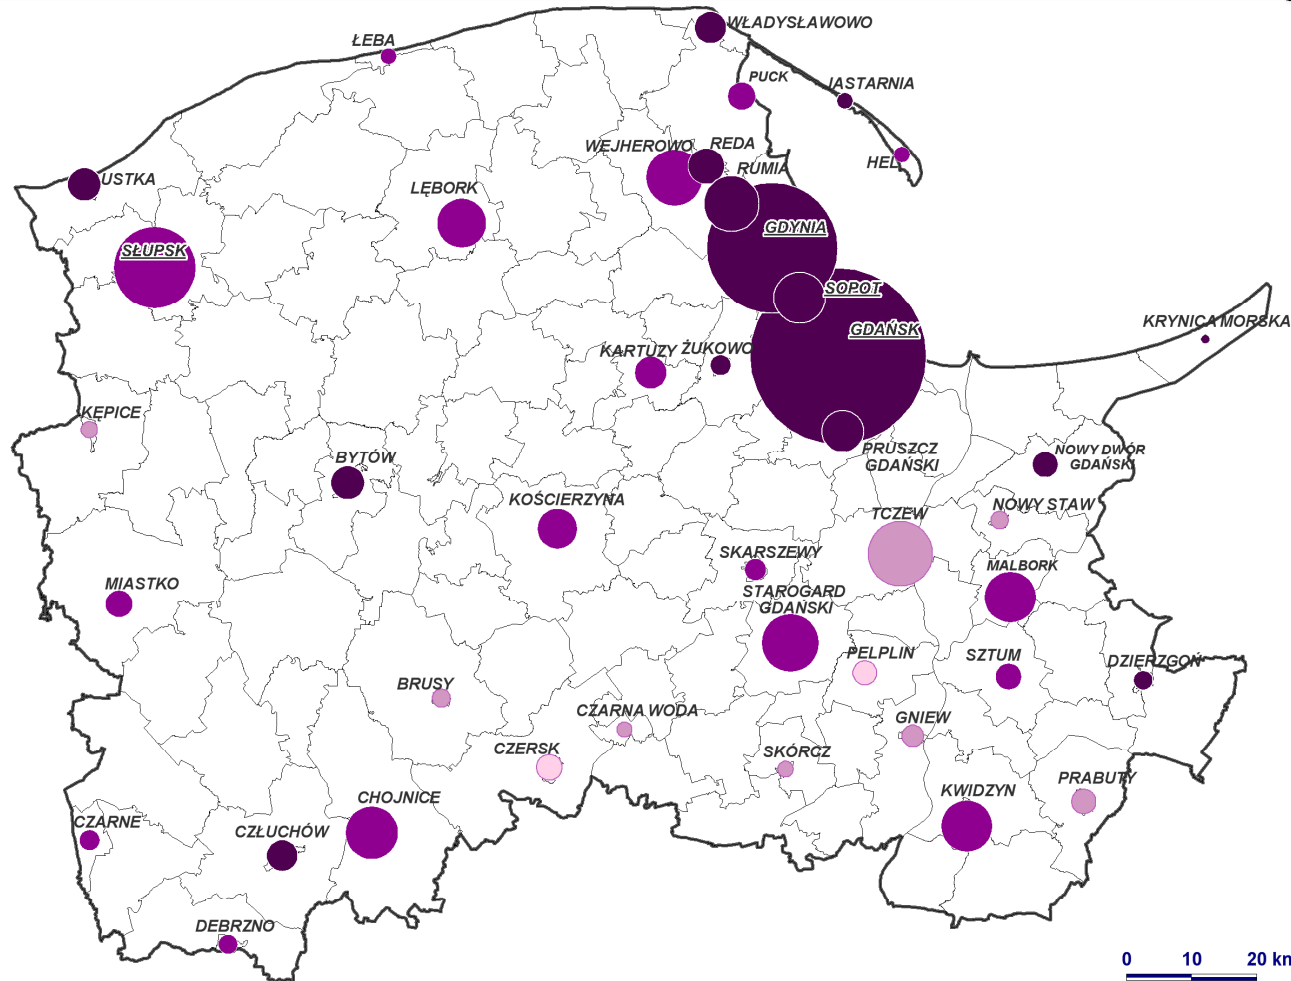 WŁADYSŁAWOWO
ŁEBA
PUCK
JASTARNIA
REDA
WEJHEROWO
HEL
RUMIA
USTKA
LĘBORK
GDYNIA
SŁUPSK
SOPOT
KRYNICA MORSKA
GDAŃSK
KARTUZY
ŻUKOWO
KĘPICE
PRUSZCZ
GDAŃSKI
NOWY DWÓR
GDAŃSKI
BYTÓW
KOŚCIERZYNA
NOWY STAW
TCZEW
SKARSZEWY
MALBORK
MIASTKO
STAROGARD
GDAŃSKI
PELPLIN
SZTUM
DZIERZGOŃ
BRUSY
CZARNA WODA
GNIEW
CZERSK
SKÓRCZ
PRABUTY
KWIDZYN
CHOJNICE
CZARNE
CZŁUCHÓW
DEBRZNO
0 10 20 km